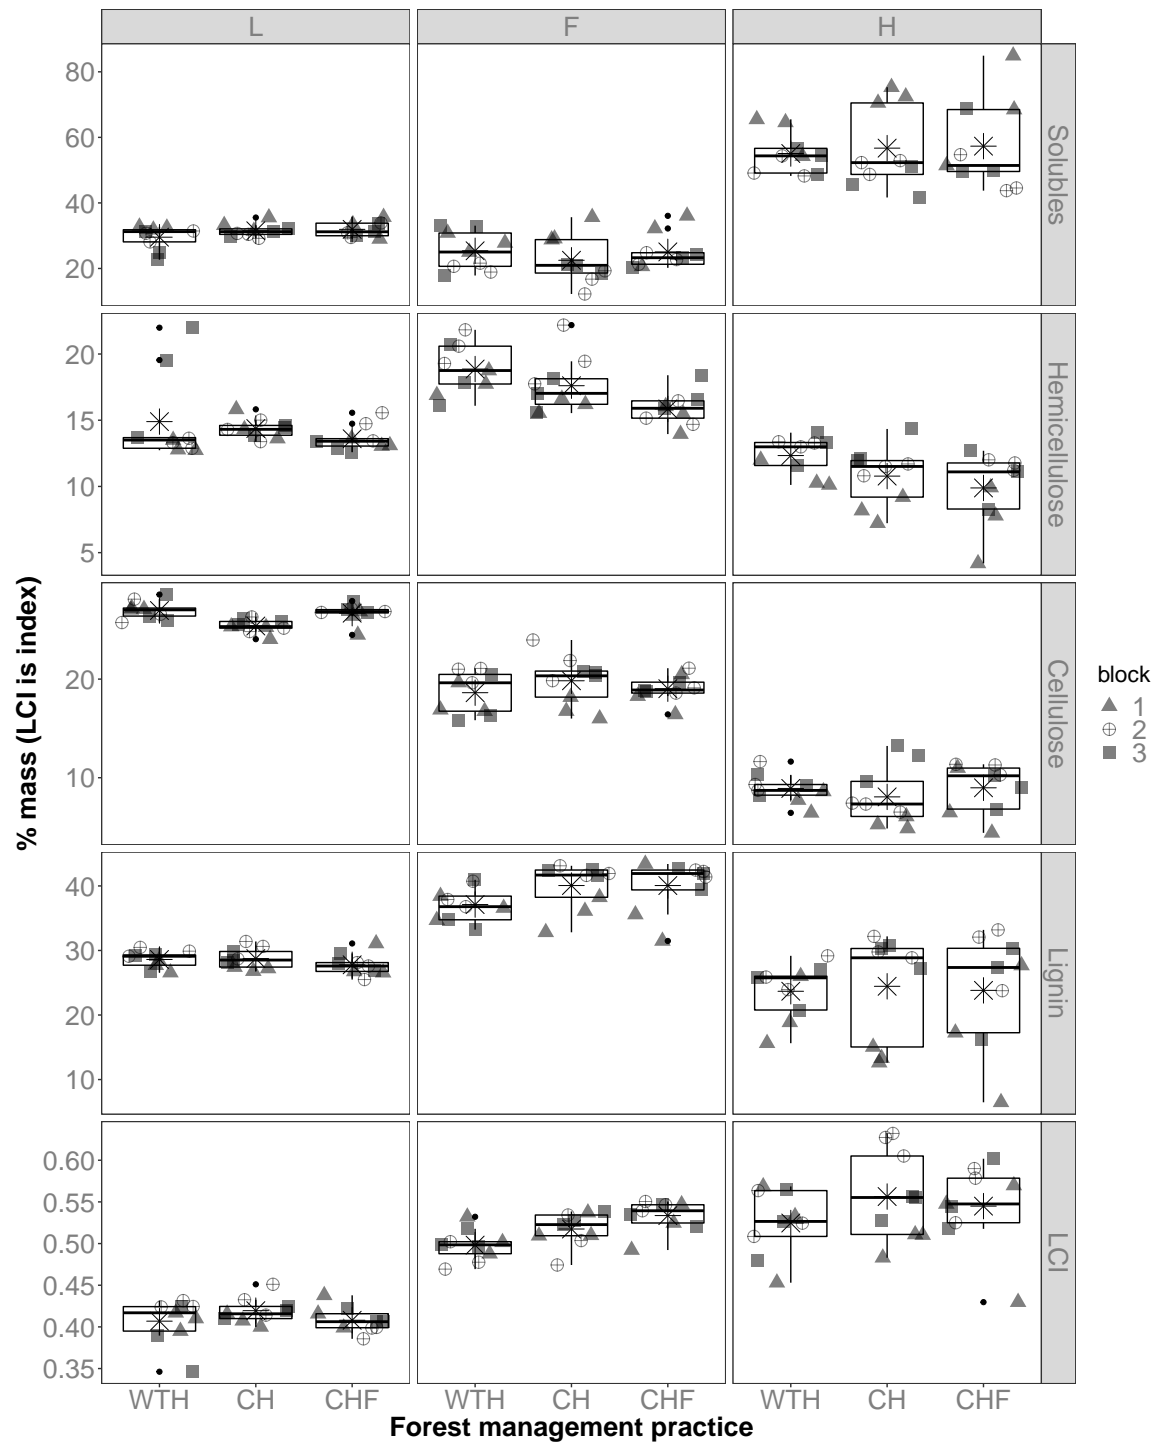 L F H
80
60
40
20
Solubles
20
15
10
5
Hemicellulose
20
10
Cellulose
% mass (LCI is index)
block
1
2
3
40
30
20
10
Lignin
0.60
0.55
0.50
0.45
0.40
0.35
LCI
WTH CH CHF WTH CH CHF WTH CH CHF
Forest management practice